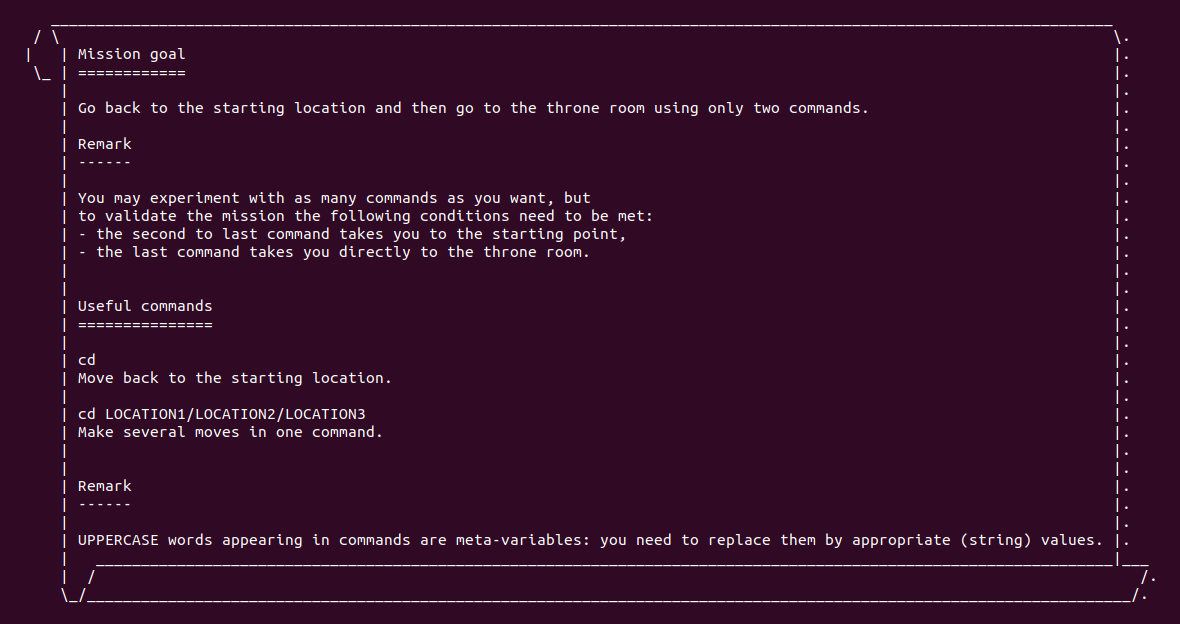 Mission goal
============
Go back to the starting location and then go to the throne room using only two commands.
Remark
------
You may experiment with as many commands as you want, but
to validate the mission the following conditions need to be met:
- the second to last command takes you to the starting point,
- the last command takes you directly to the throne room.
Useful commands
===============
cd
Move back to the starting location.
cd LOCATION1/LOCATION2/LOCATION3
Make several moves in one command.
Remark
------
UPPERCASE words appearing in commands are meta-variables: you need to replace them by appropriate (string) values.